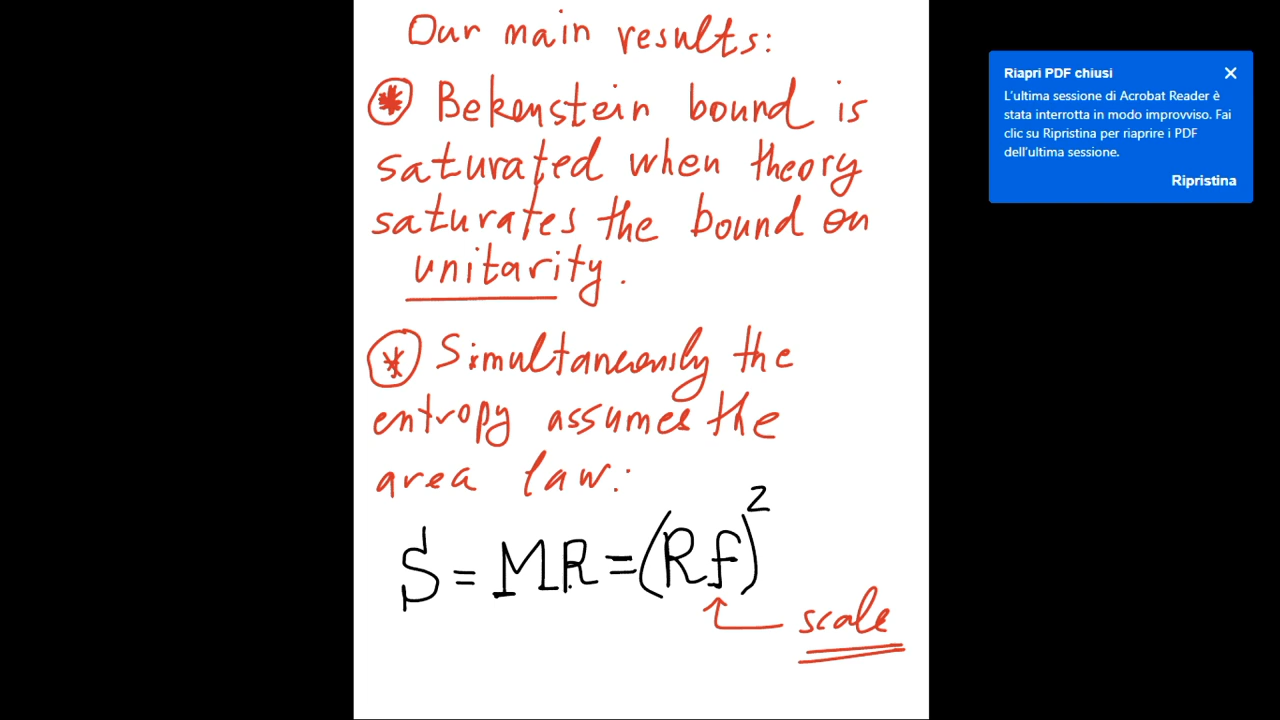 Our main results:
* Bekenstein bound is
saturated when theory
saturates the bound on
unitarity.
* Simultaneously the
entropy assumes the
area law:
S = MR = (Rf)²
scale
Riapri PDF chiusi
L'ultima sessione di Acrobat Reader è
stata interrotta in modo improvviso. Fai
clic su Ripristina per riaprire i PDF
dell'ultima sessione.
Ripristina